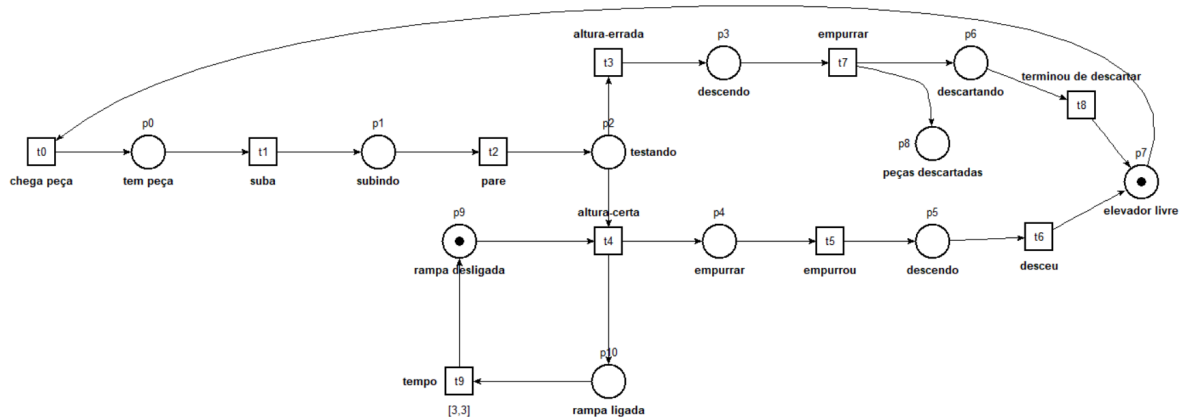 altura-errada
p3
empurrar
p6
t3
t7
terminou de descartar
descendo
descartando
t8
p0
p1
p2
t0
t1
t2
testando
p8
p7
chega peça
tem peça
suba
subindo
pare
peças descartadas
elevador livre
altura-certa
p9
p4
p5
t4
t5
t6
rampa desligada
empurrar
empurrou
descendo
desceu
p10
tempo
t9
[3,3]
rampa ligada